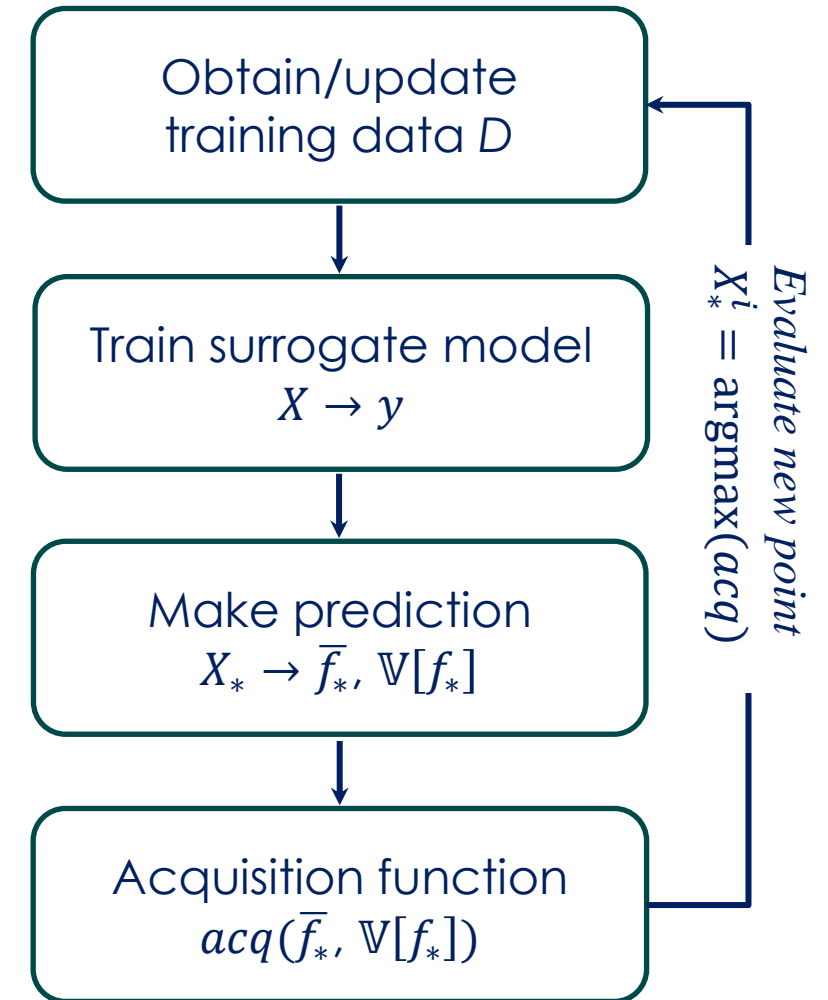 Obtain/update
training data D
Train surrogate model
X → y
Make prediction
X∗ → f̅∗, 𝕍[f∗]
Acquisition function
acq(f̅∗, 𝕍[f∗])
Evaluate new point
X∗ⁱ = argmax(acq)